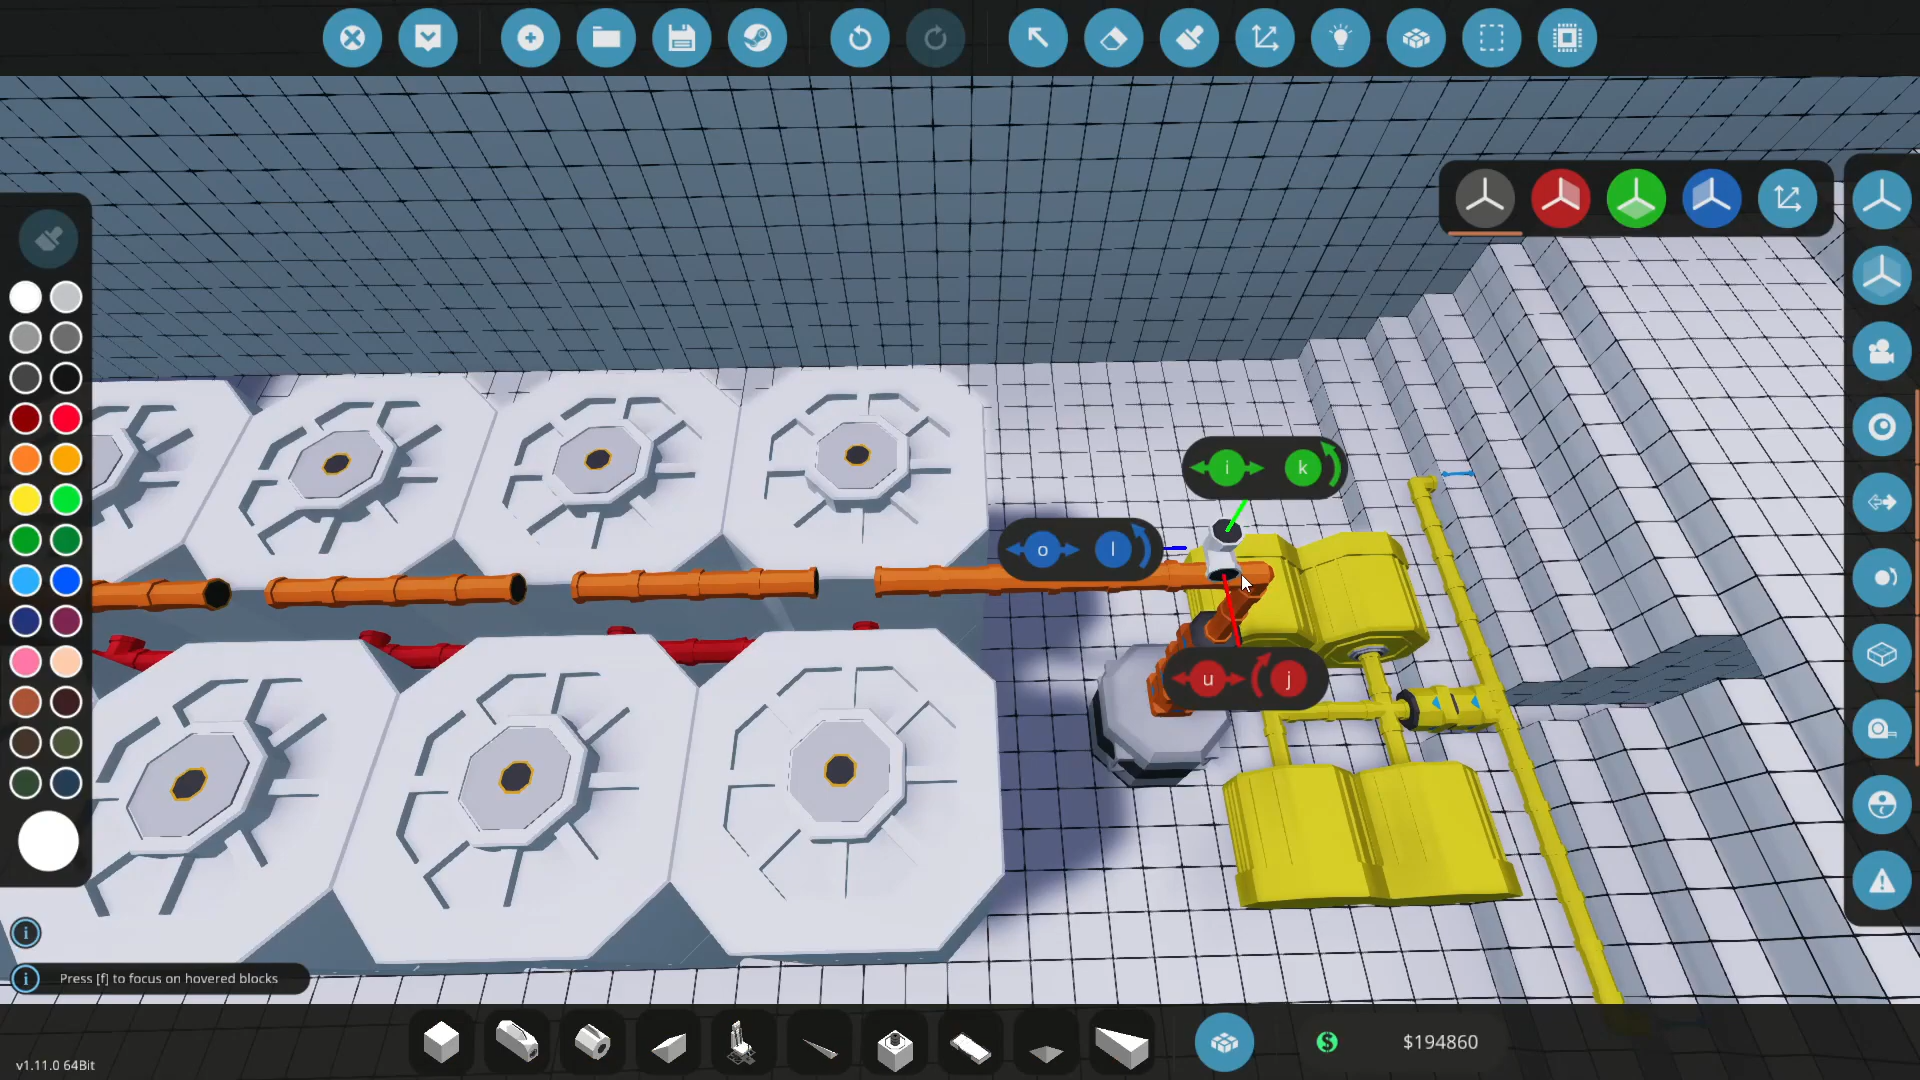 i
k
o
l
u
j
Press [f] to focus on hovered blocks
$194860
v1.11.0 64Bit